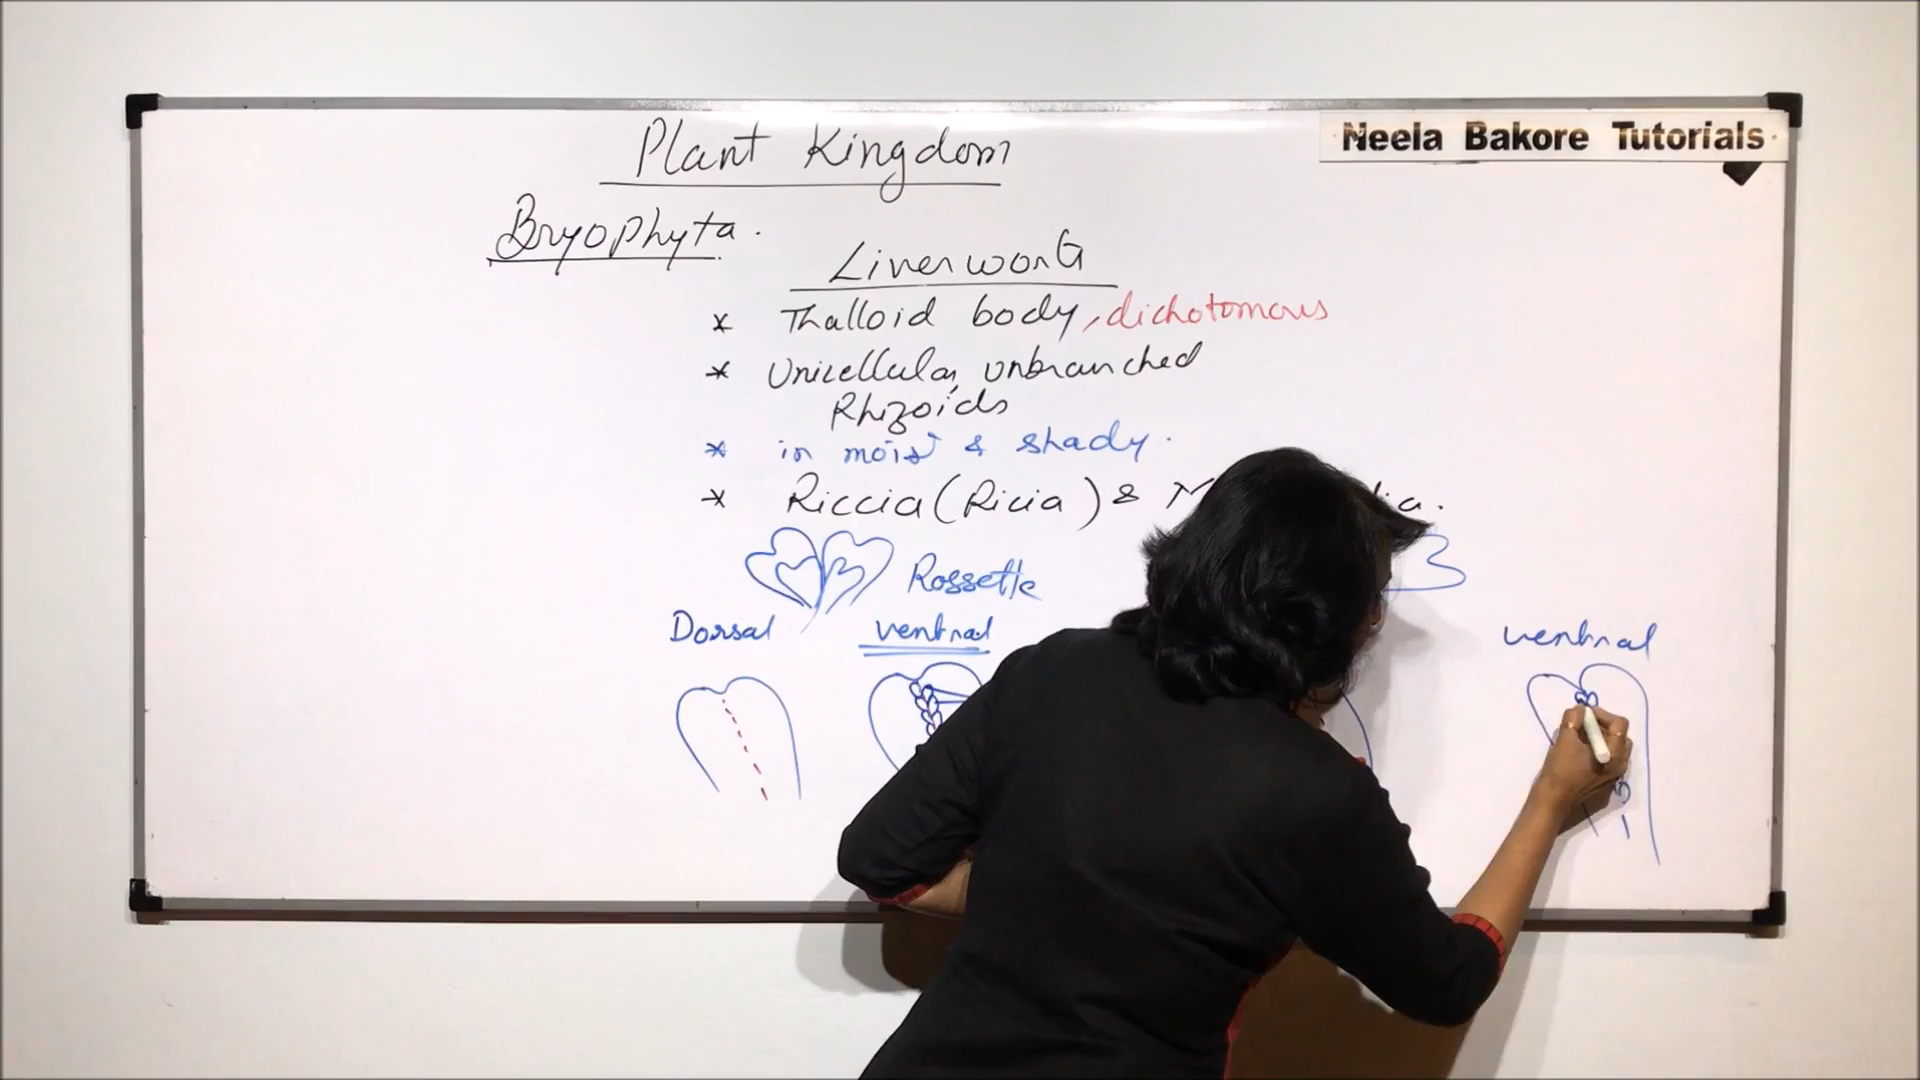 Plant Kingdom
Neela Bakore Tutorials
Bryophyta.
Liverworts
* Thalloid body, dichotomous
* Unicellular, unbranched
Rhizoids
* in moist & shady.
* Riccia (Ricia) &
Rossette
Dorsal
ventral
ventral